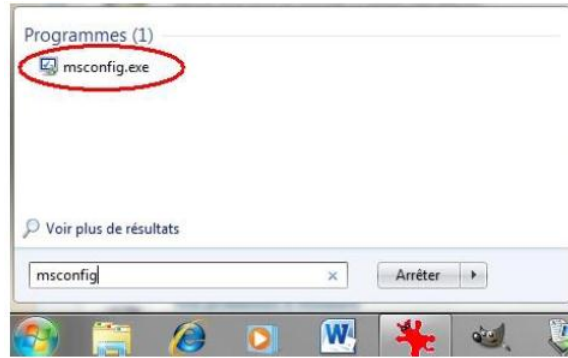 Programmes (1)
msconfig.exe
Voir plus de résultats
msconfig
Arrêter
W